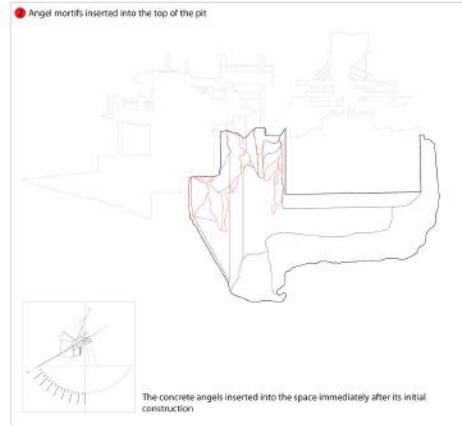 2 Angel mortifs inserted into the top of the pit
The concrete angels inserted into the space immediately after its initial
construction